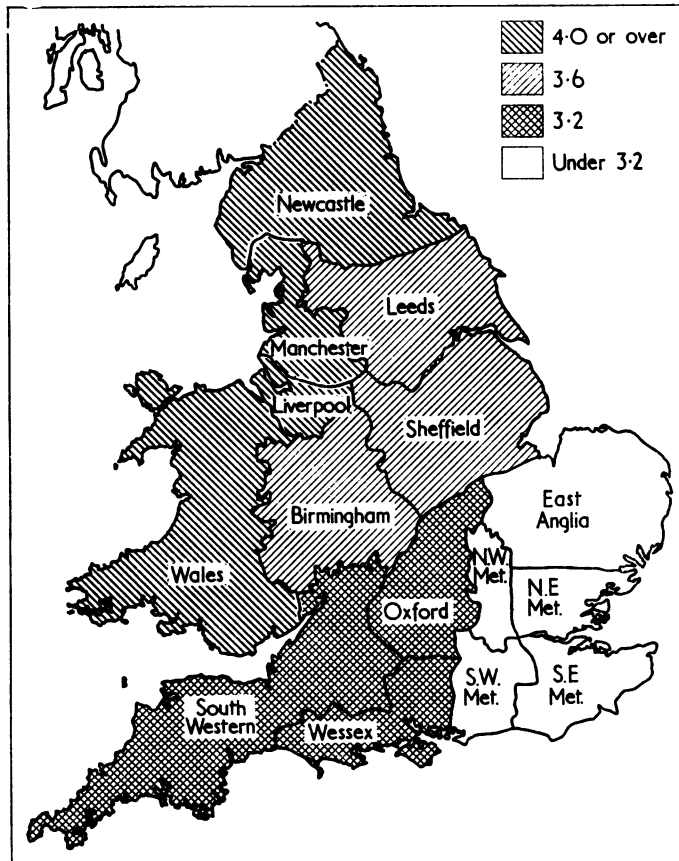 4·0 or over
3·6
3·2
Under 3·2
Newcastle
Leeds
Manchester
Liverpool
Sheffield
East
Anglia
Birmingham
N.W.
Met.
Wales
N.E
Met.
Oxford
S.W.
Met.
S.E
Met.
South
Western
Wessex